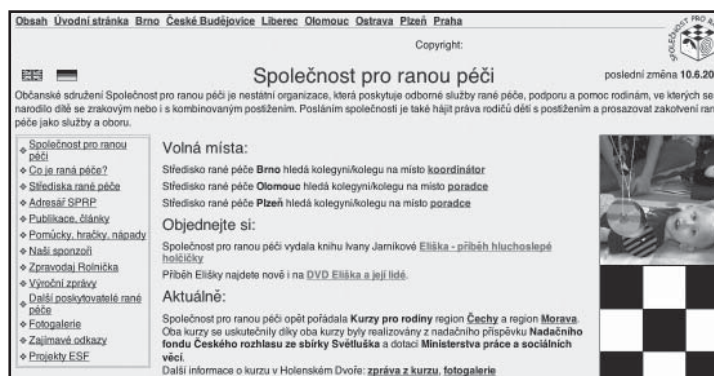 Obsah Úvodní stránka Brno České Budějovice Liberec Olomouc Ostrava Plzeň Praha
Copyright:
SPOLEČNOST PRO
Společnost pro ranou péči
poslední změna 10.6.20
Občanské sdružení Společnost pro ranou péči je nestátní organizace, která poskytuje odborné služby rané péče, podporu a pomoc rodinám, ve kterých se
narodilo dítě se zrakovým nebo i s kombinovaným postižením. Posláním společnosti je také hájit práva rodičů dětí s postižením a prosazovat zakotvení ran
péče jako služby a oboru.
Společnost pro ranou
péči
Co je raná péče?
Střediska rané péče
Adresář SPRP
Publikace, články
Pomůcky, hračky, nápady
Naši sponzoři
Zpravodaj Rolnička
Výroční zprávy
Další poskytovatelé rané
péče
Fotogalerie
Zajímavé odkazy
Projekty ESF
Volná místa:
Středisko rané péče Brno hledá kolegyni/kolegu na místo koordinátor
Středisko rané péče Olomouc hledá kolegyni/kolegu na místo poradce
Středisko rané péče Plzeň hledá kolegyni/kolegu na místo poradce
Objednejte si:
Společnost pro ranou péči vydala knihu Ivany Jarníkové Eliška - příběh hluchoslepé
holčičky
Příběh Elišky najdete nově i na DVD Eliška a její lidé.
Aktuálně:
Společnost pro ranou péči opět pořádala Kurzy pro rodiny region Čechy a region Morava.
Oba kurzy se uskutečnily díky oba kurzy byly realizovány z nadačního příspěvku Nadačního
fondu Českého rozhlasu ze sbírky Světluška a dotací Ministerstva práce a sociálních
věcí.
Další informace o kurzu v Holenském Dvoře: zpráva z kurzu, fotogalerie